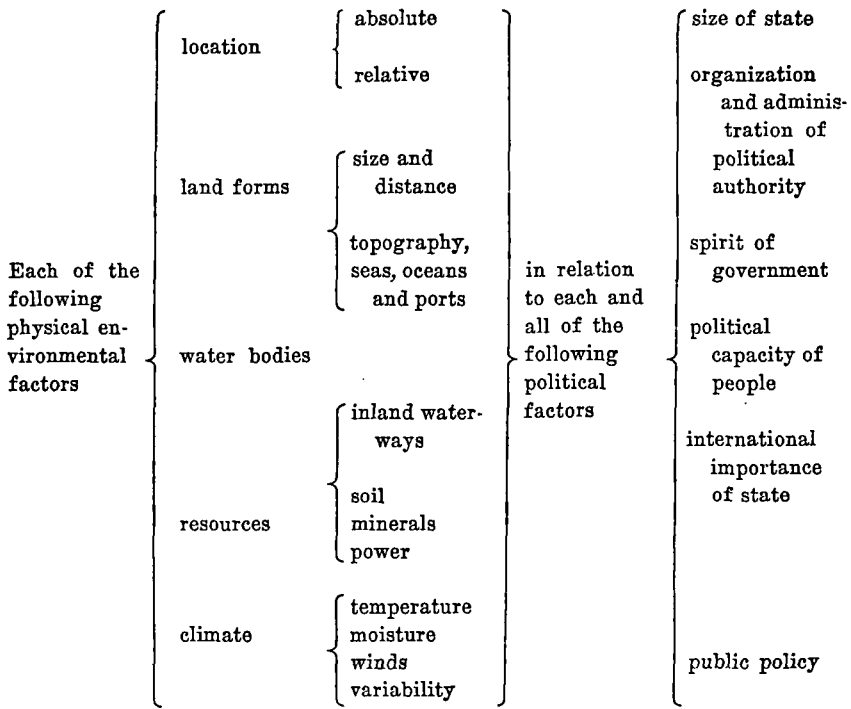 Each of the
following
physical en-
vironmental
factors
location
absolute
relative
land forms
size and
distance
topography,
seas, oceans
and ports
water bodies
inland water-
ways
resources
soil
minerals
power
climate
temperature
moisture
winds
variability
in relation
to each and
all of the
following
political
factors
size of state
organization
and adminis-
tration of
political
authority
spirit of
government
political
capacity of
people
international
importance
of state
public policy